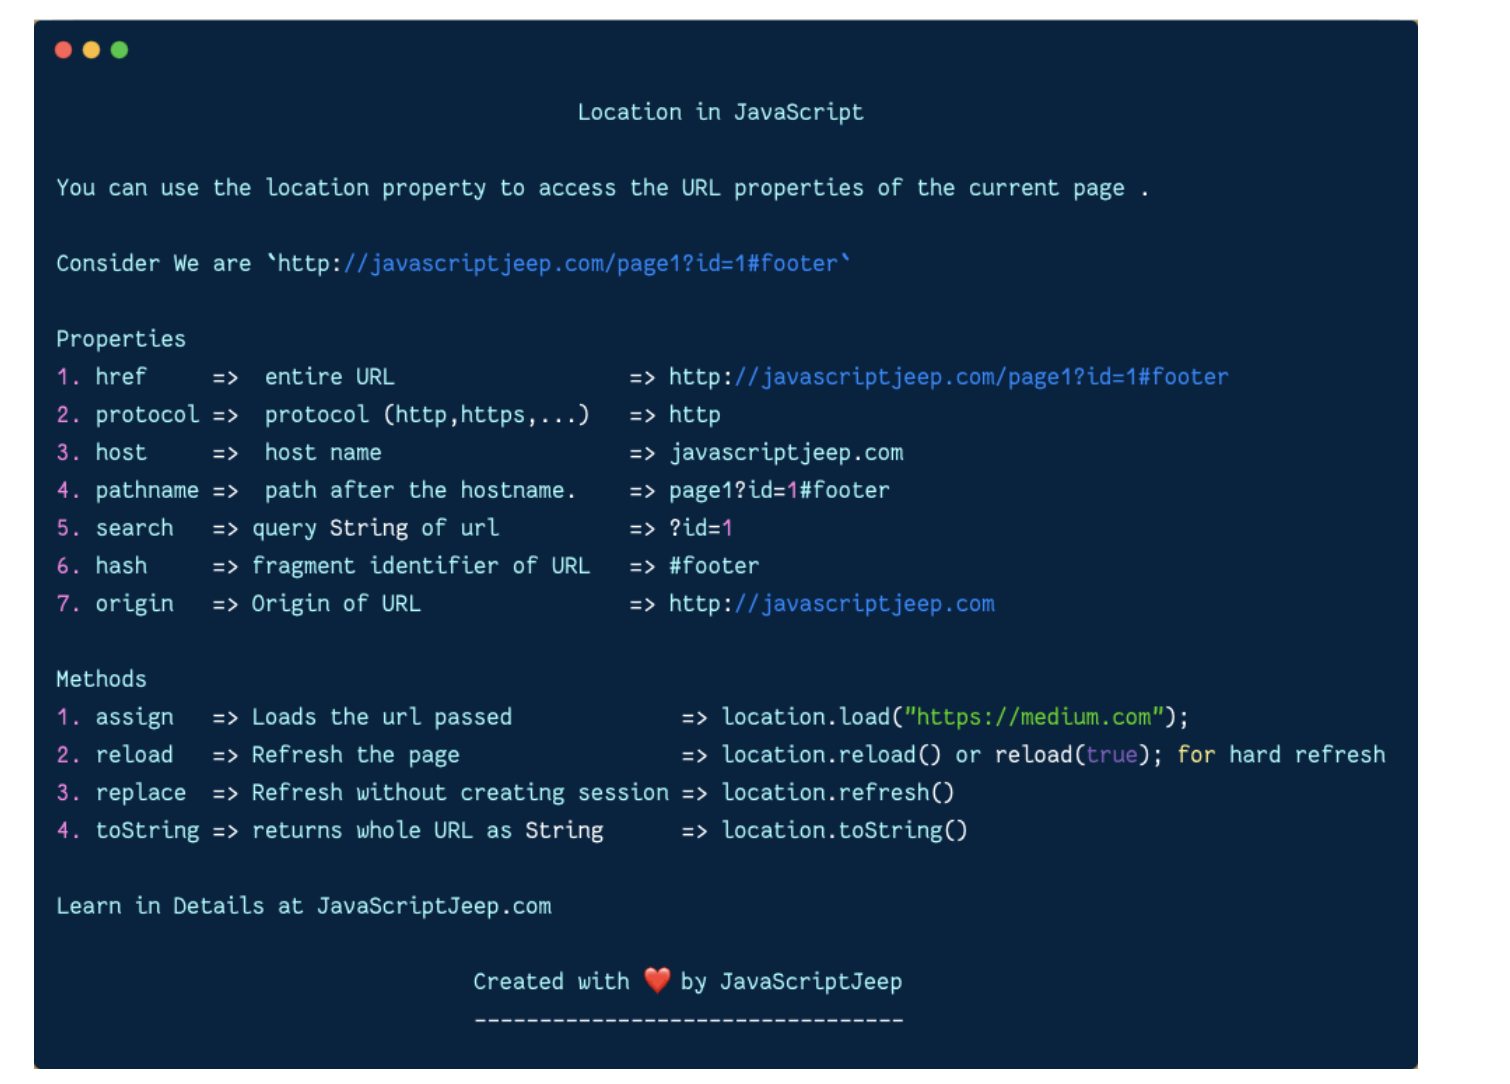 Location in JavaScript
You can use the location property to access the URL properties of the current page .
Consider We are `http://javascriptjeep.com/page1?id=1#footer`
Properties
1. href => entire URL => http://javascriptjeep.com/page1?id=1#footer
2. protocol => protocol (http,https,...) => http
3. host => host name => javascriptjeep.com
4. pathname => path after the hostname. => page1?id=1#footer
5. search => query String of url => ?id=1
6. hash => fragment identifier of URL => #footer
7. origin => Origin of URL => http://javascriptjeep.com
Methods
1. assign => Loads the url passed => location.load("https://medium.com");
2. reload => Refresh the page => location.reload() or reload(true); for hard refresh
3. replace => Refresh without creating session => location.refresh()
4. toString => returns whole URL as String => location.toString()
Learn in Details at JavaScriptJeep.com
Created with ❤️ by JavaScriptJeep
---------------------------------